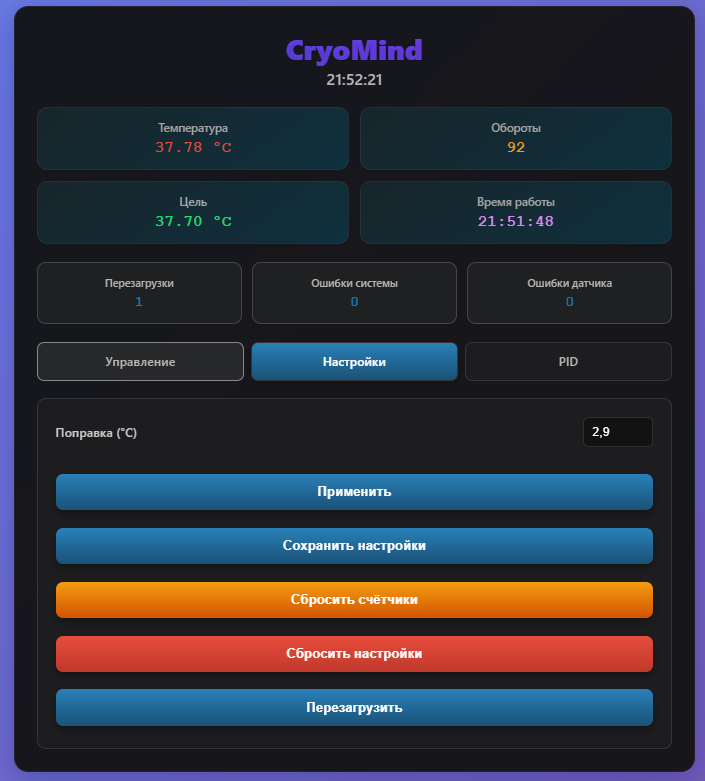 CryoMind
21:52:21
Температура
37.78 °C
Обороты
92
Цель
37.70 °C
Время работы
21:51:48
Перезагрузки
1
Ошибки системы
0
Ошибки датчика
0
Управление
Настройки
PID
Поправка (°C)
2,9
Применить
Сохранить настройки
Сбросить счётчики
Сбросить настройки
Перезагрузить